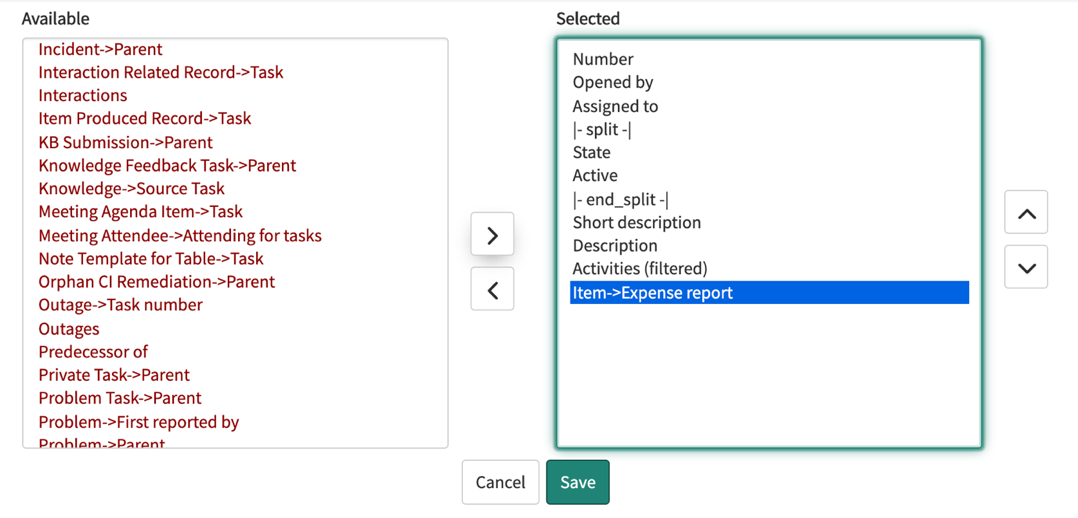 Available
Incident->Parent
Interaction Related Record->Task
Interactions
Item Produced Record->Task
KB Submission->Parent
Knowledge Feedback Task->Parent
Knowledge->Source Task
Meeting Agenda Item->Task
Meeting Attendee->Attending for tasks
Note Template for Table->Task
Orphan CI Remediation->Parent
Outage->Task number
Outages
Predecessor of
Private Task->Parent
Problem Task->Parent
Problem->First reported by
Problem->Parent
Selected
Number
Opened by
Assigned to
|- split -|
State
Active
|- end_split -|
Short description
Description
Activities (filtered)
Item->Expense report
Cancel
Save